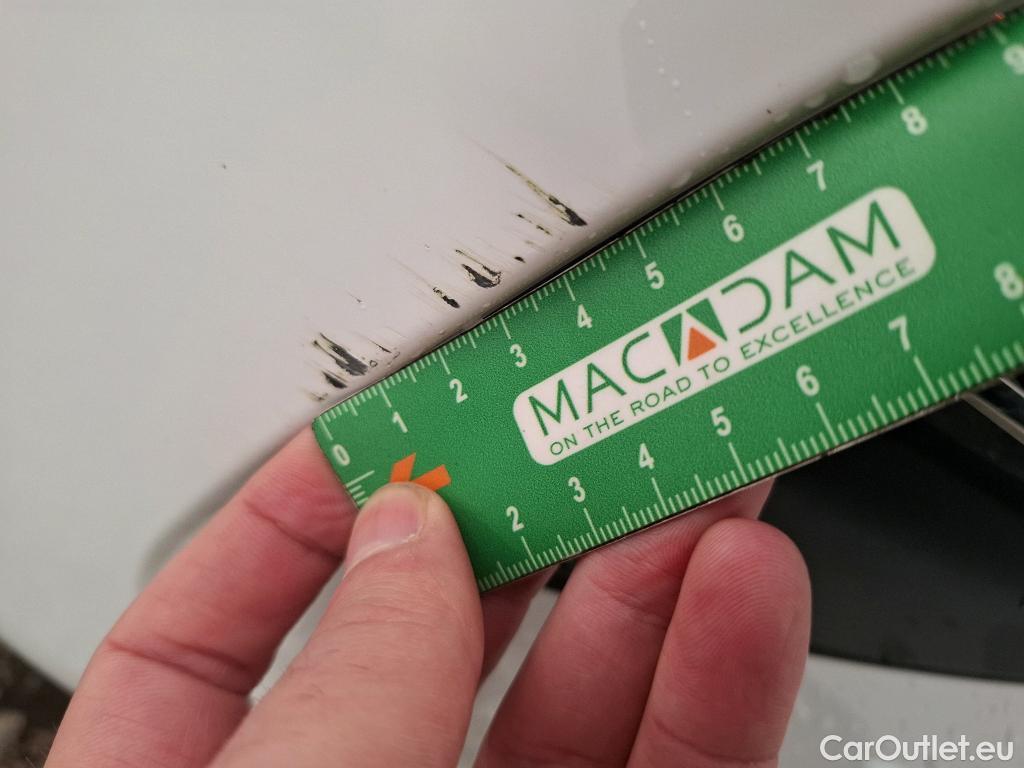 0 1 2 3 4 5 6 7 8 9
MACADAM
ON THE ROAD TO EXCELLENCE
2 3 4 5 6 7 8
CarOutlet.eu